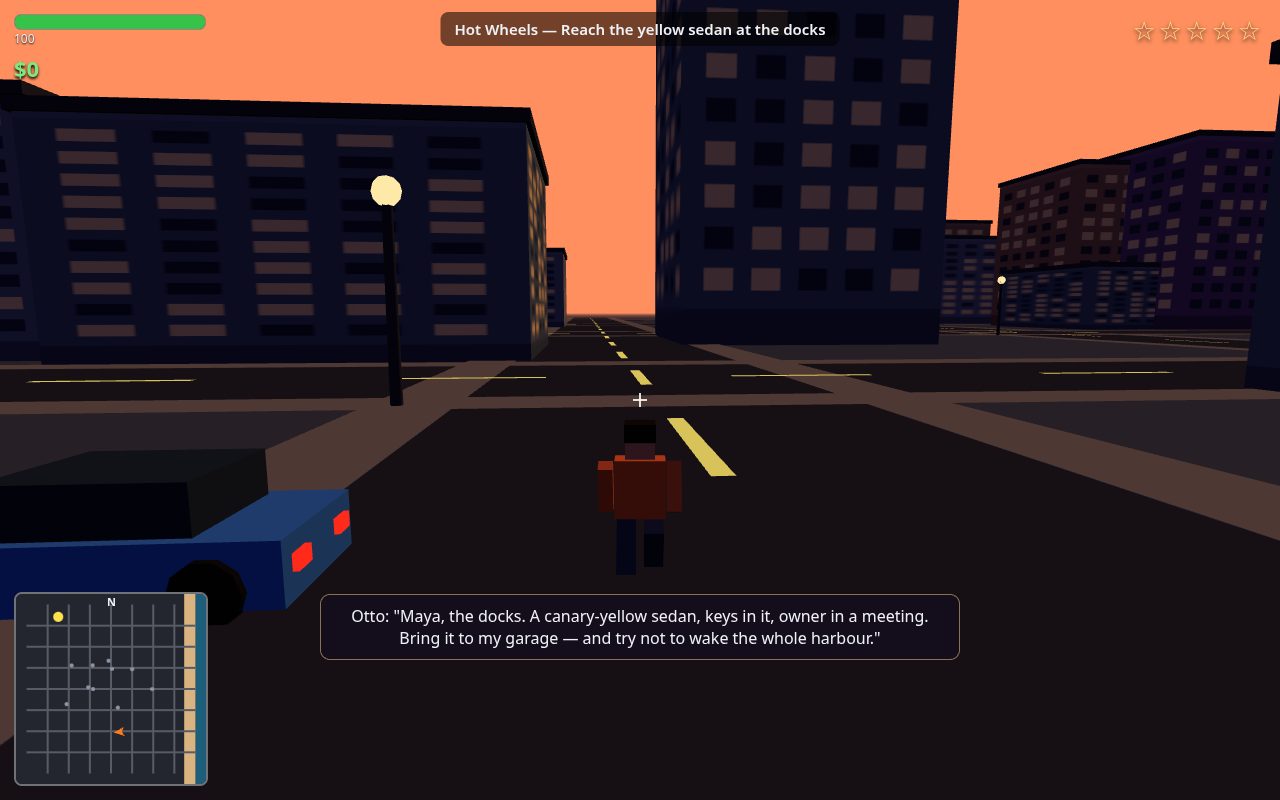 100
$0
Hot Wheels — Reach the yellow sedan at the docks
Otto: "Maya, the docks. A canary-yellow sedan, keys in it, owner in a meeting.
Bring it to my garage — and try not to wake the whole harbour."
N